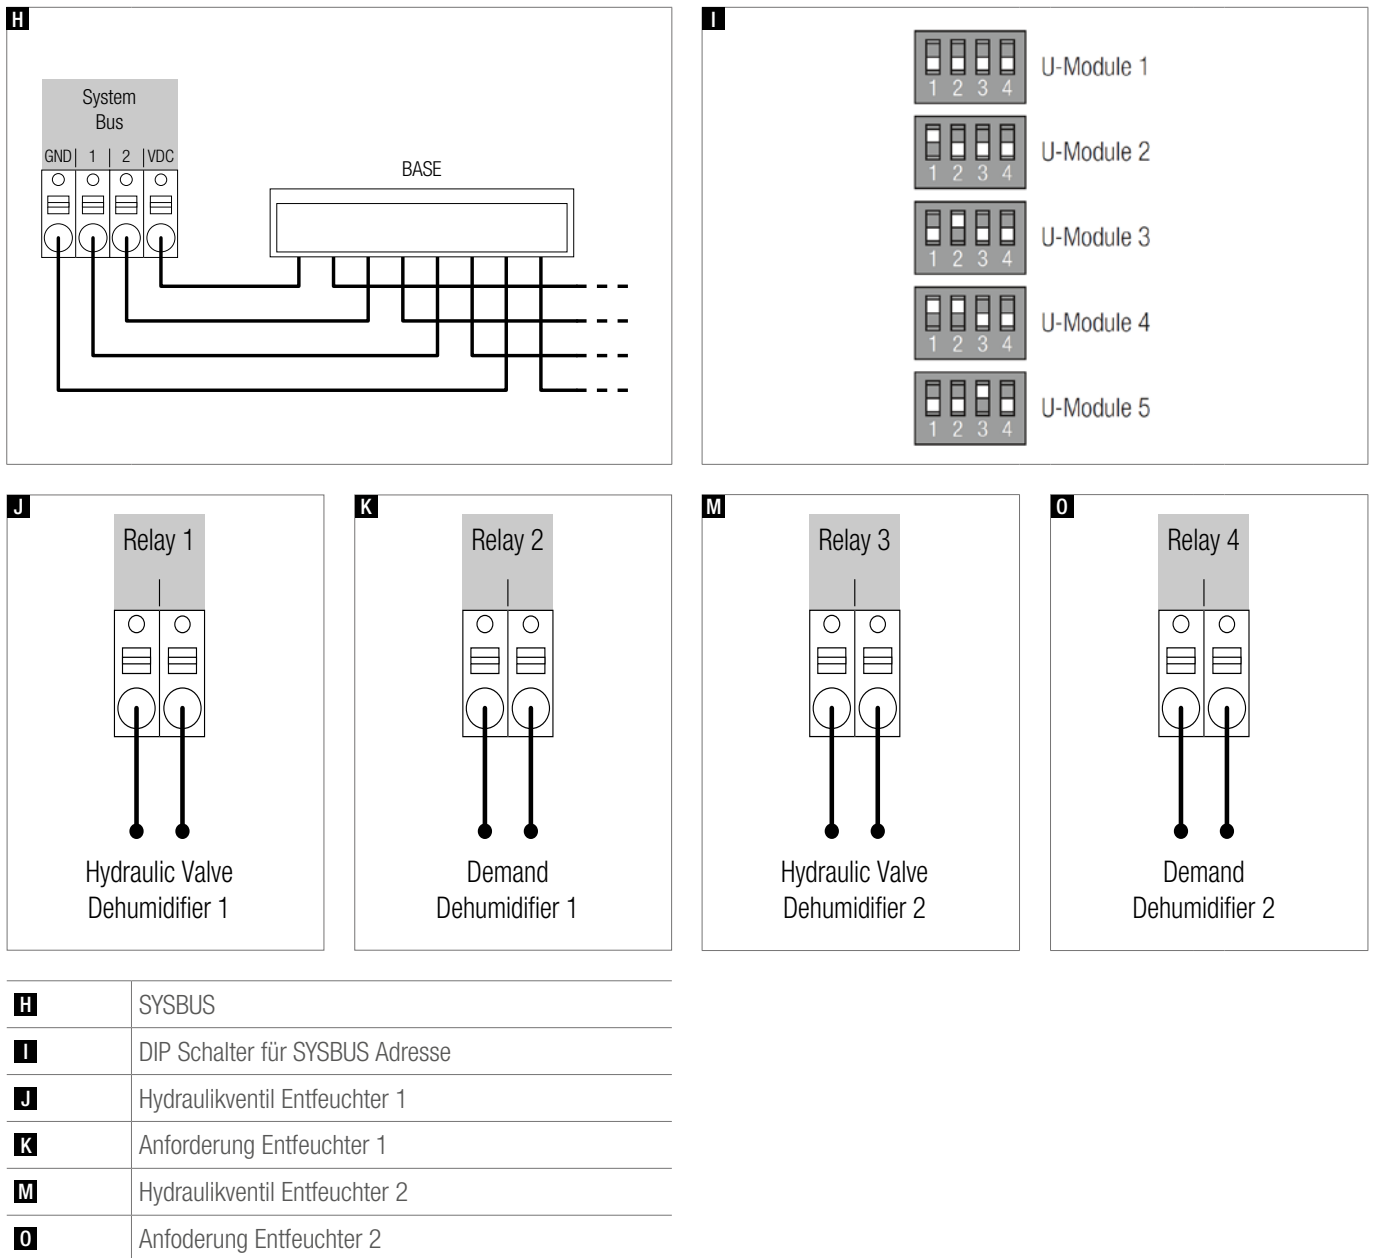 H
System
Bus
GND | 1 | 2 | VDC
BASE
I
1 2 3 4
U-Module 1
1 2 3 4
U-Module 2
1 2 3 4
U-Module 3
1 2 3 4
U-Module 4
1 2 3 4
U-Module 5
J
Relay 1
Hydraulic Valve
Dehumidifier 1
K
Relay 2
Demand
Dehumidifier 1
M
Relay 3
Hydraulic Valve
Dehumidifier 2
O
Relay 4
Demand
Dehumidifier 2
H SYSBUS
I DIP Schalter für SYSBUS Adresse
J Hydraulikventil Entfeuchter 1
K Anforderung Entfeuchter 1
M Hydraulikventil Entfeuchter 2
O Anfoderung Entfeuchter 2